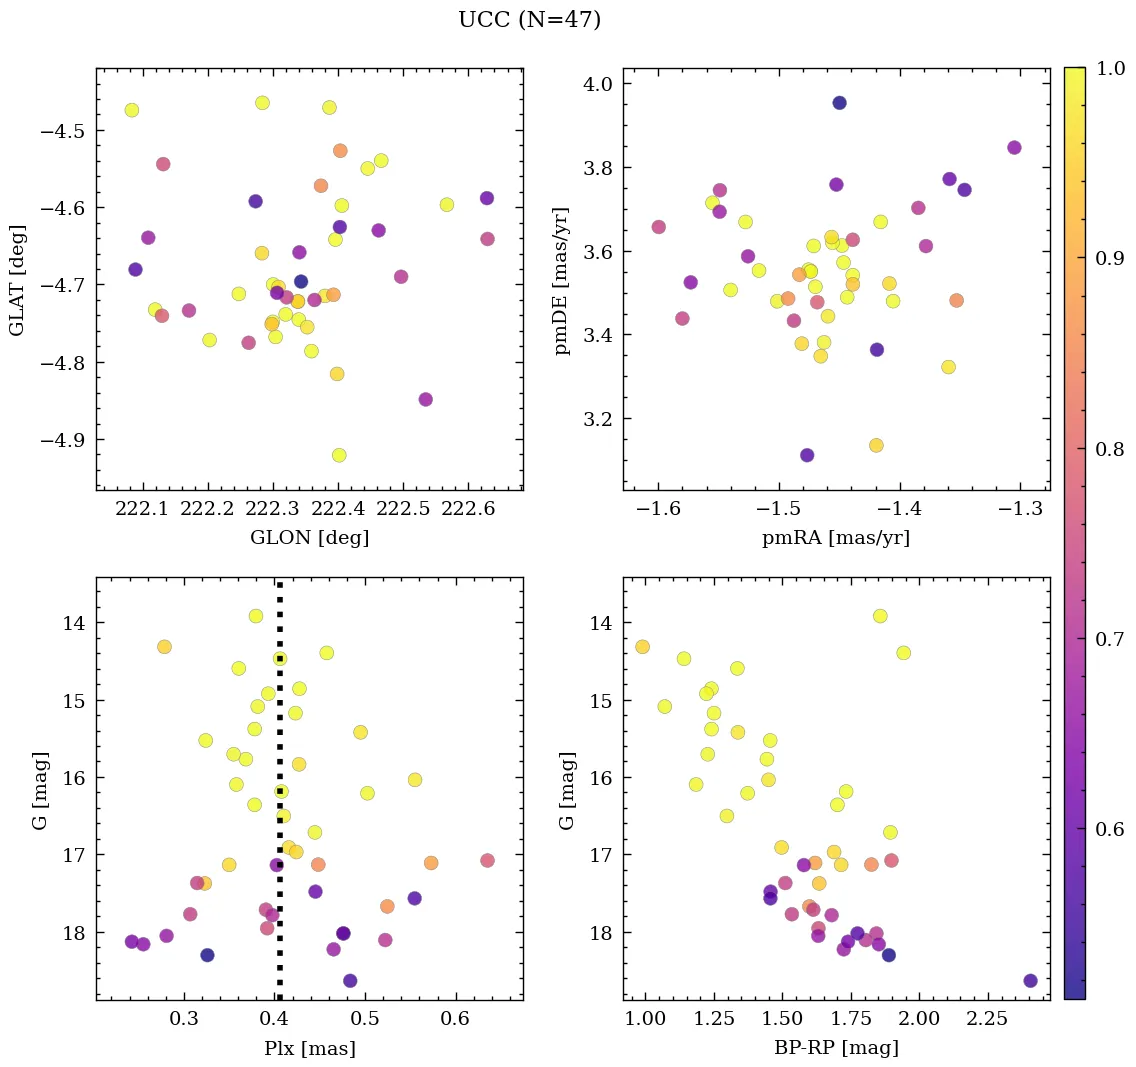 UCC (N=47)
−4.5
−4.6
−4.7
−4.8
−4.9
GLAT [deg]
222.1 222.2 222.3 222.4 222.5 222.6
GLON [deg]
4.0
3.8
3.6
3.4
3.2
pmDE [mas/yr]
−1.6 −1.5 −1.4 −1.3
pmRA [mas/yr]
1.0
0.9
0.8
0.7
0.6
14
15
16
17
18
G [mag]
0.3 0.4 0.5 0.6
Plx [mas]
14
15
16
17
18
G [mag]
1.00 1.25 1.50 1.75 2.00 2.25
BP-RP [mag]